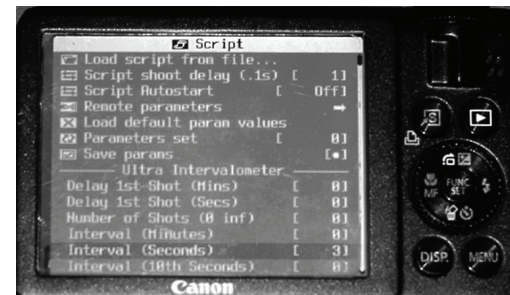 Script
Load script from file...
Script shoot delay (.1s) [ 1]
Script Autostart [ Off]
Remote parameters
Load default param values
Parameters set [ 0]
Save params [•]
Ultra Intervalometer
Delay 1st Shot (Mins) [ 0]
Delay 1st Shot (Secs) [ 0]
Number of Shots (0 inf) [ 0]
Interval (Minutes) [ 0]
Interval (Seconds) [ 3]
Interval (10th Seconds) [ 0]
Canon
MF
FUNC.
SET
DISP.
MENU